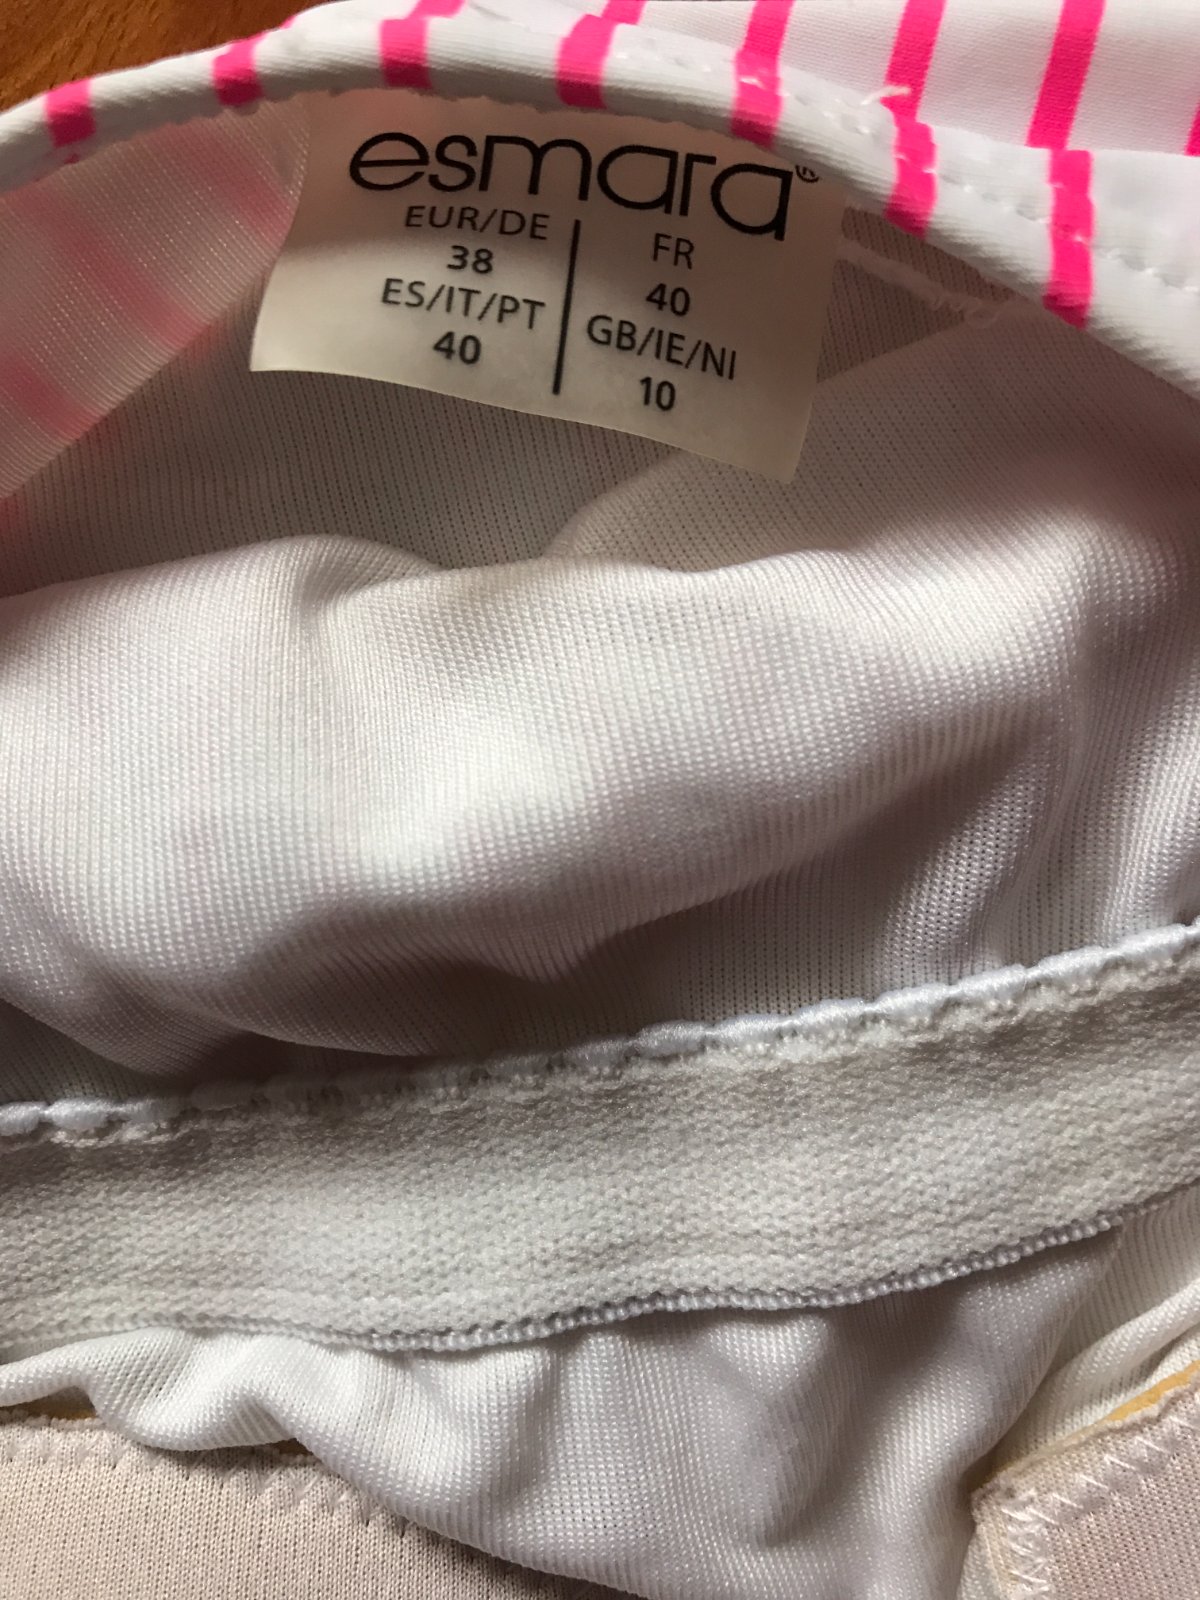 esmara®
EUR/DE
38
ES/IT/PT
40
FR
40
GB/IE/NI
10